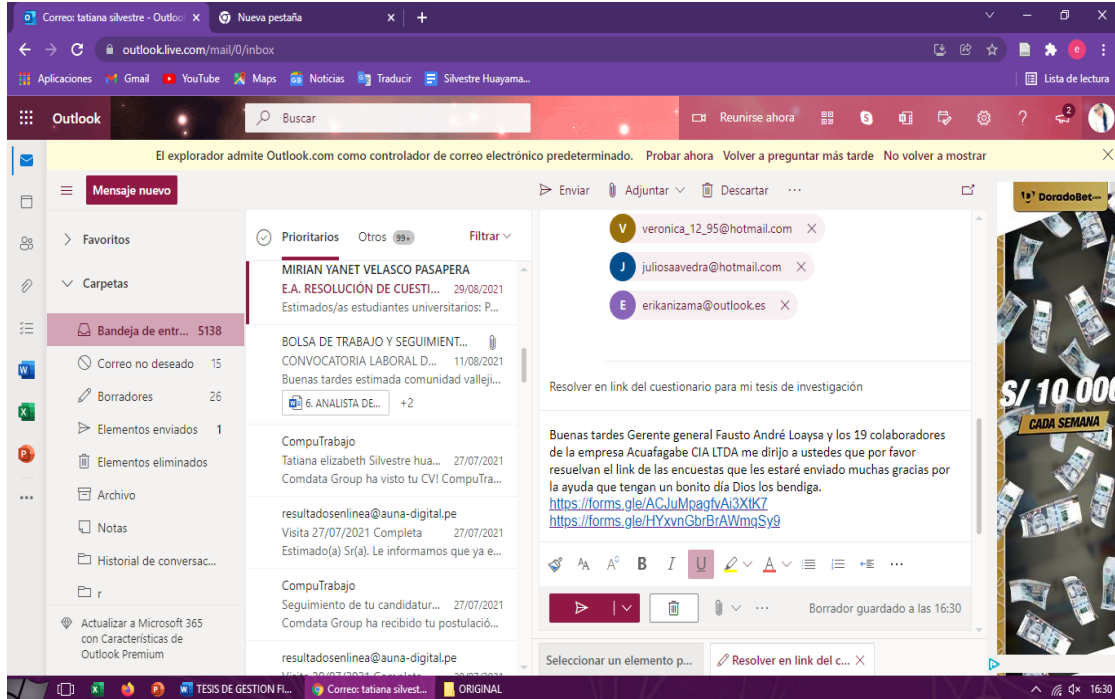 Correo: tatiana silvestre - Outloo
Nueva pestaña
outlook.live.com/mail/0/inbox
Aplicaciones
Gmail
YouTube
Maps
Noticias
Traducir
Silvestre Huayama...
Lista de lectura
Outlook
Buscar
Reunirse ahora
2
El explorador admite Outlook.com como controlador de correo electrónico predeterminado. Probar ahora Volver a preguntar más tarde No volver a mostrar
Mensaje nuevo
Favoritos
Carpetas
Bandeja de entr... 5138
Correo no deseado 15
Borradores 26
Elementos enviados 1
Elementos eliminados
Archivo
Notas
Historial de conversac...
r
Actualizar a Microsoft 365
con Características de
Outlook Premium
Prioritarios Otros 99+ Filtrar
MIRIAN YANET VELASCO PASAPERA
E.A. RESOLUCIÓN DE CUESTI... 29/08/2021
Estimados/as estudiantes universitarios: P...
BOLSA DE TRABAJO Y SEGUIMIENT...
CONVOCATORIA LABORAL D... 11/08/2021
Buenas tardes estimada comunidad valleji...
6. ANALISTA DE... +2
CompuTrabajo
Tatiana elizabeth Silvestre hua... 27/07/2021
Comdata Group ha visto tu CV! CompuTra...
resultadosenlinea@auna-digital.pe
Visita 27/07/2021 Completa 27/07/2021
Estimado(a) Sr(a). Le informamos que ya e...
CompuTrabajo
Seguimiento de tu candidatur... 27/07/2021
Comdata Group ha recibido tu postulació...
resultadosenlinea@auna-digital.pe
Enviar Adjuntar Descartar ...
V veronica_12_95@hotmail.com
J juliosaavedra@hotmail.com
E erikanizama@outlook.es
Resolver en link del cuestionario para mi tesis de investigación
Buenas tardes Gerente general Fausto André Loaysa y los 19 colaboradores
de la empresa Acuafagabe CIA LTDA me dirijo a ustedes que por favor
resuelvan el link de las encuestas que les estaré enviado muchas gracias por
la ayuda que tengan un bonito día Dios los bendiga.
https://forms.gle/ACJuMpagfvAi3XtK7
https://forms.gle/HYxvnGbrBrAWmqSy9
Borrador guardado a las 16:30
Seleccionar un elemento p...
Resolver en link del c...
DoradoBet
S/ 10,000
CADA SEMANA
TESIS DE GESTION FI...
Correo: tatiana silvest...
ORIGINAL
16:30